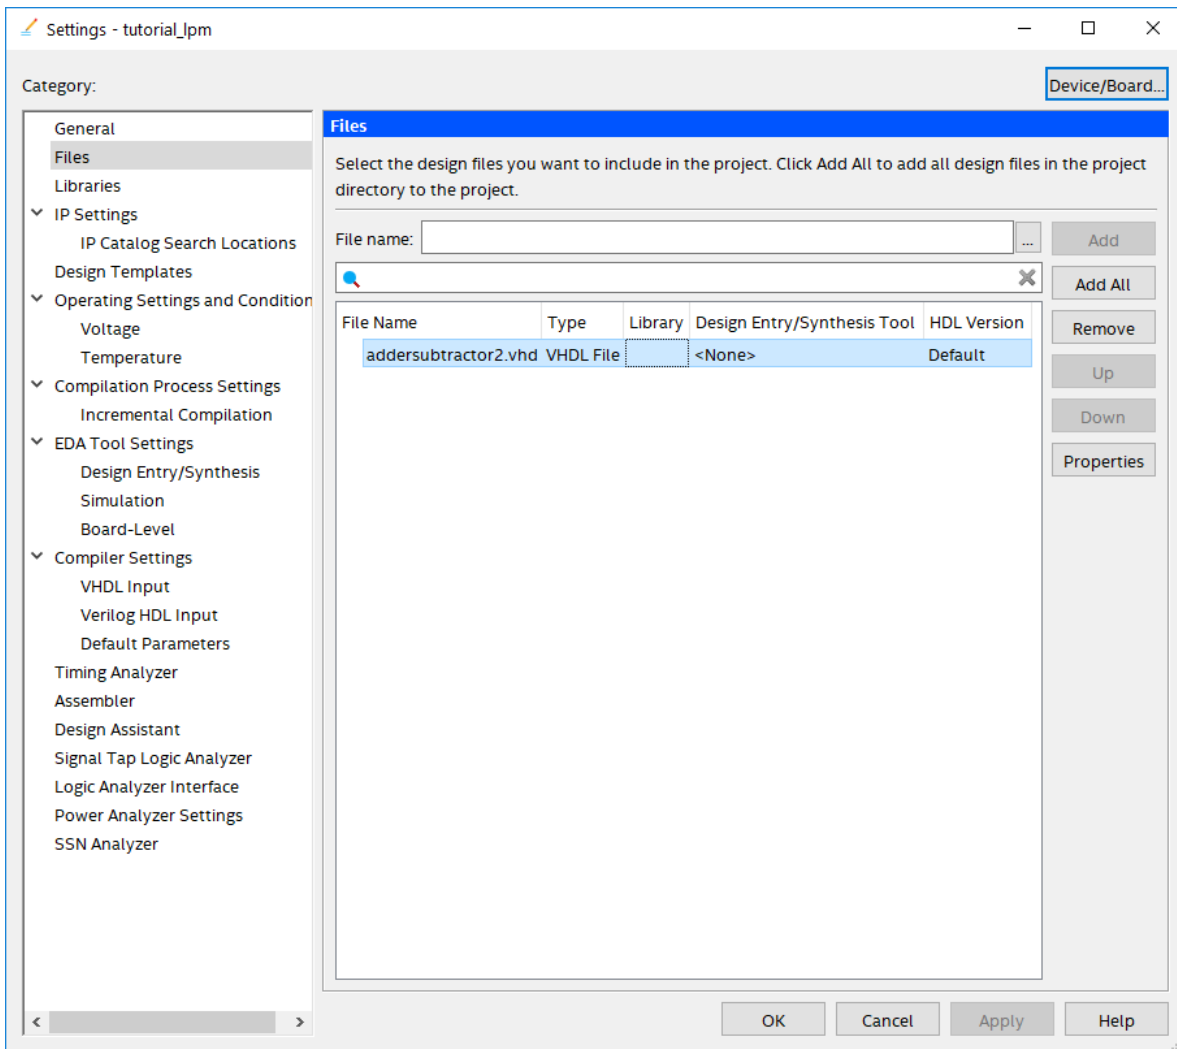 Settings - tutorial_lpm
Category:
Device/Board...
General
Files
Libraries
IP Settings
IP Catalog Search Locations
Design Templates
Operating Settings and Condition
Voltage
Temperature
Compilation Process Settings
Incremental Compilation
EDA Tool Settings
Design Entry/Synthesis
Simulation
Board-Level
Compiler Settings
VHDL Input
Verilog HDL Input
Default Parameters
Timing Analyzer
Assembler
Design Assistant
Signal Tap Logic Analyzer
Logic Analyzer Interface
Power Analyzer Settings
SSN Analyzer
Files
Select the design files you want to include in the project. Click Add All to add all design files in the project
directory to the project.
File name:
...
Add
Add All
File Name Type Library Design Entry/Synthesis Tool HDL Version
addersubtractor2.vhd VHDL File <None> Default
Remove
Up
Down
Properties
OK Cancel Apply Help